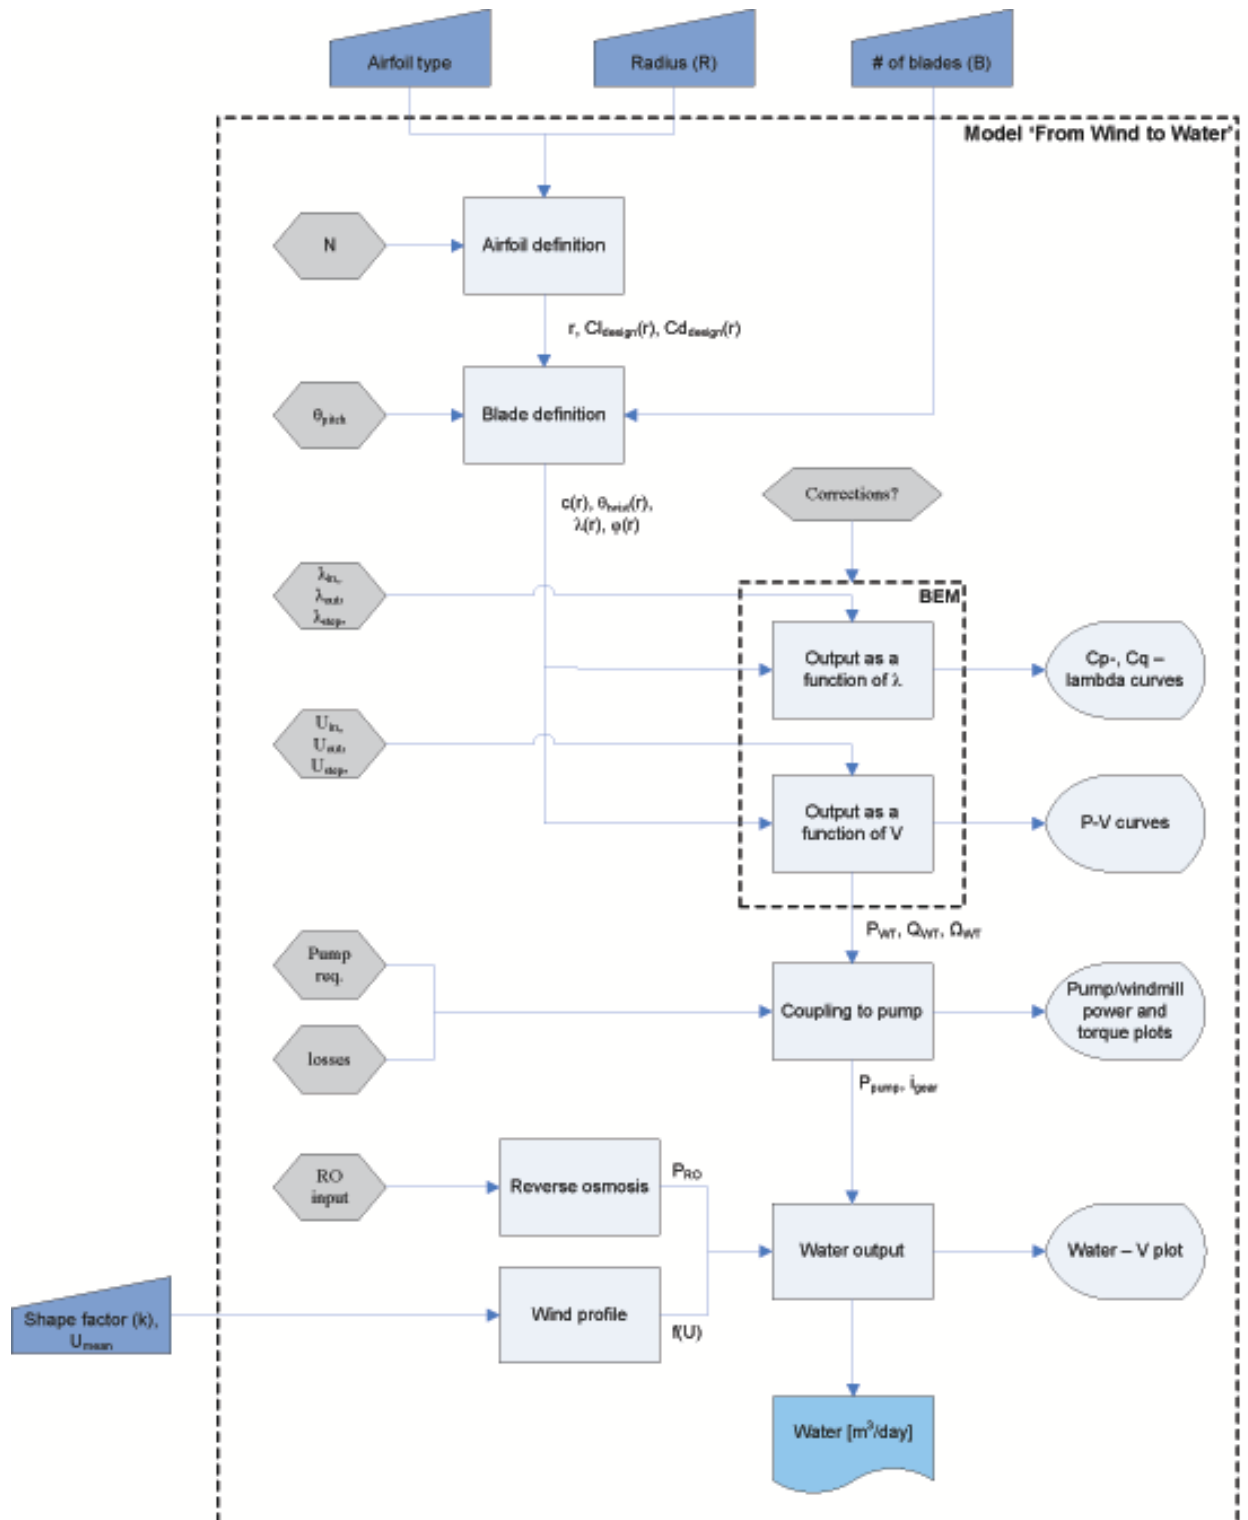 Airfoil type
Radius (R)
# of blades (B)
Model ‘From Wind to Water’
N
Airfoil definition
r, Cl_design(r), Cd_design(r)
θ_pitch
Blade definition
c(r), θ_twist(r),
λ(r), φ(r)
Corrections?
λ_in,
λ_out,
λ_step,
BEM
Output as a
function of λ
Cp-, Cq –
lambda curves
U_in,
U_out,
U_step,
Output as a
function of V
P-V curves
P_WT, Q_WT, Ω_WT
Pump
req.
Coupling to pump
Pump/windmill
power and
torque plots
losses
P_pump, i_gear
RO
input
Reverse osmosis
P_RO
Water output
Water – V plot
Shape factor (k),
U_mean
Wind profile
f(U)
Water [m³/day]